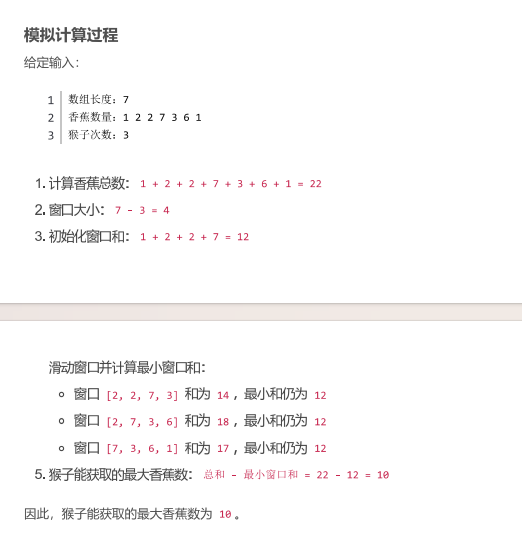 模拟计算过程
给定输入：
1 数组长度：7
2 香蕉数量：1 2 2 7 3 6 1
3 猴子次数：3
1. 计算香蕉总数： 1 + 2 + 2 + 7 + 3 + 6 + 1 = 22
2. 窗口大小： 7 - 3 = 4
3. 初始化窗口和： 1 + 2 + 2 + 7 = 12
滑动窗口并计算最小窗口和：
窗口 [2, 2, 7, 3] 和为 14 ，最小和仍为 12
窗口 [2, 7, 3, 6] 和为 18 ，最小和仍为 12
窗口 [7, 3, 6, 1] 和为 17 ，最小和仍为 12
5. 猴子能获取的最大香蕉数： 总和 - 最小窗口和 = 22 - 12 = 10
因此，猴子能获取的最大香蕉数为 10 。